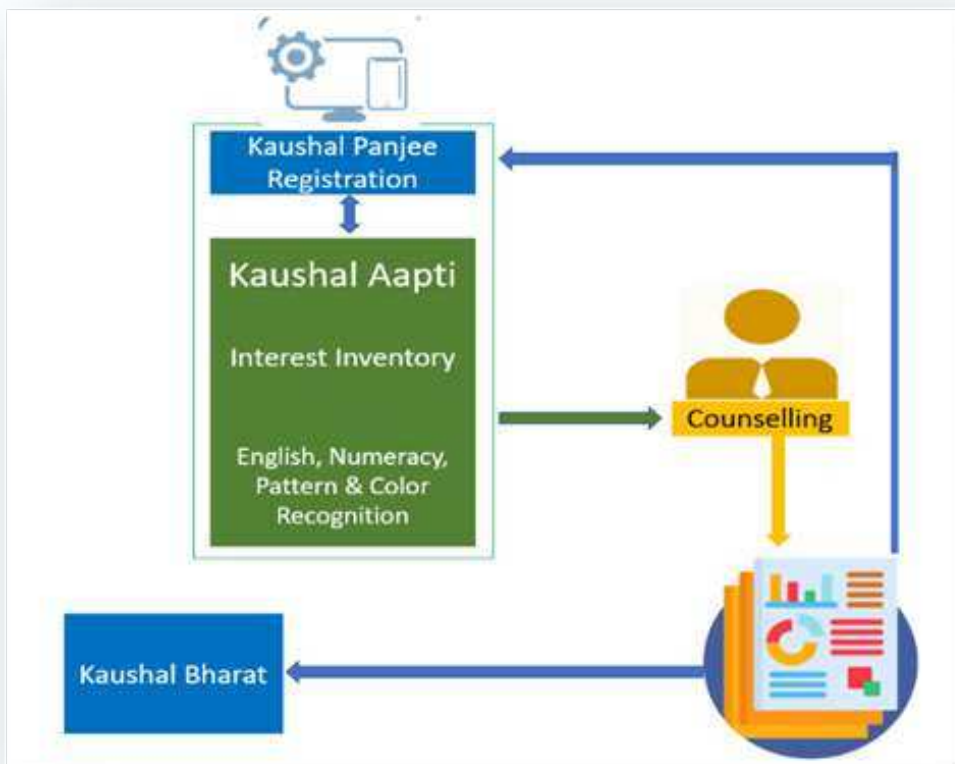 Kaushal Panjee
Registration
Kaushal Aapti
Interest Inventory
English, Numeracy,
Pattern & Color
Recognition
Counselling
Kaushal Bharat